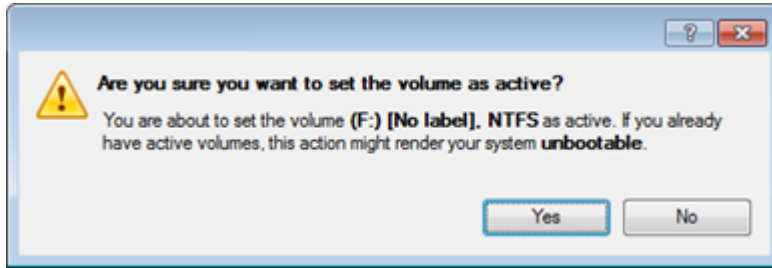 Are you sure you want to set the volume as active?
You are about to set the volume (F:) [No label], NTFS as active. If you already
have active volumes, this action might render your system unbootable.
Yes No